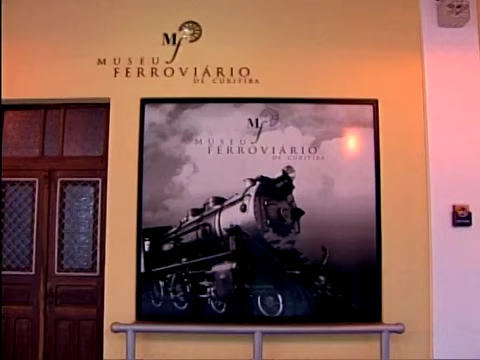 Mf
MUSEU
FERROVIÁRIO
DE CURITIBA
Mf
MUSEU
FERROVIÁRIO
DE CURITIBA